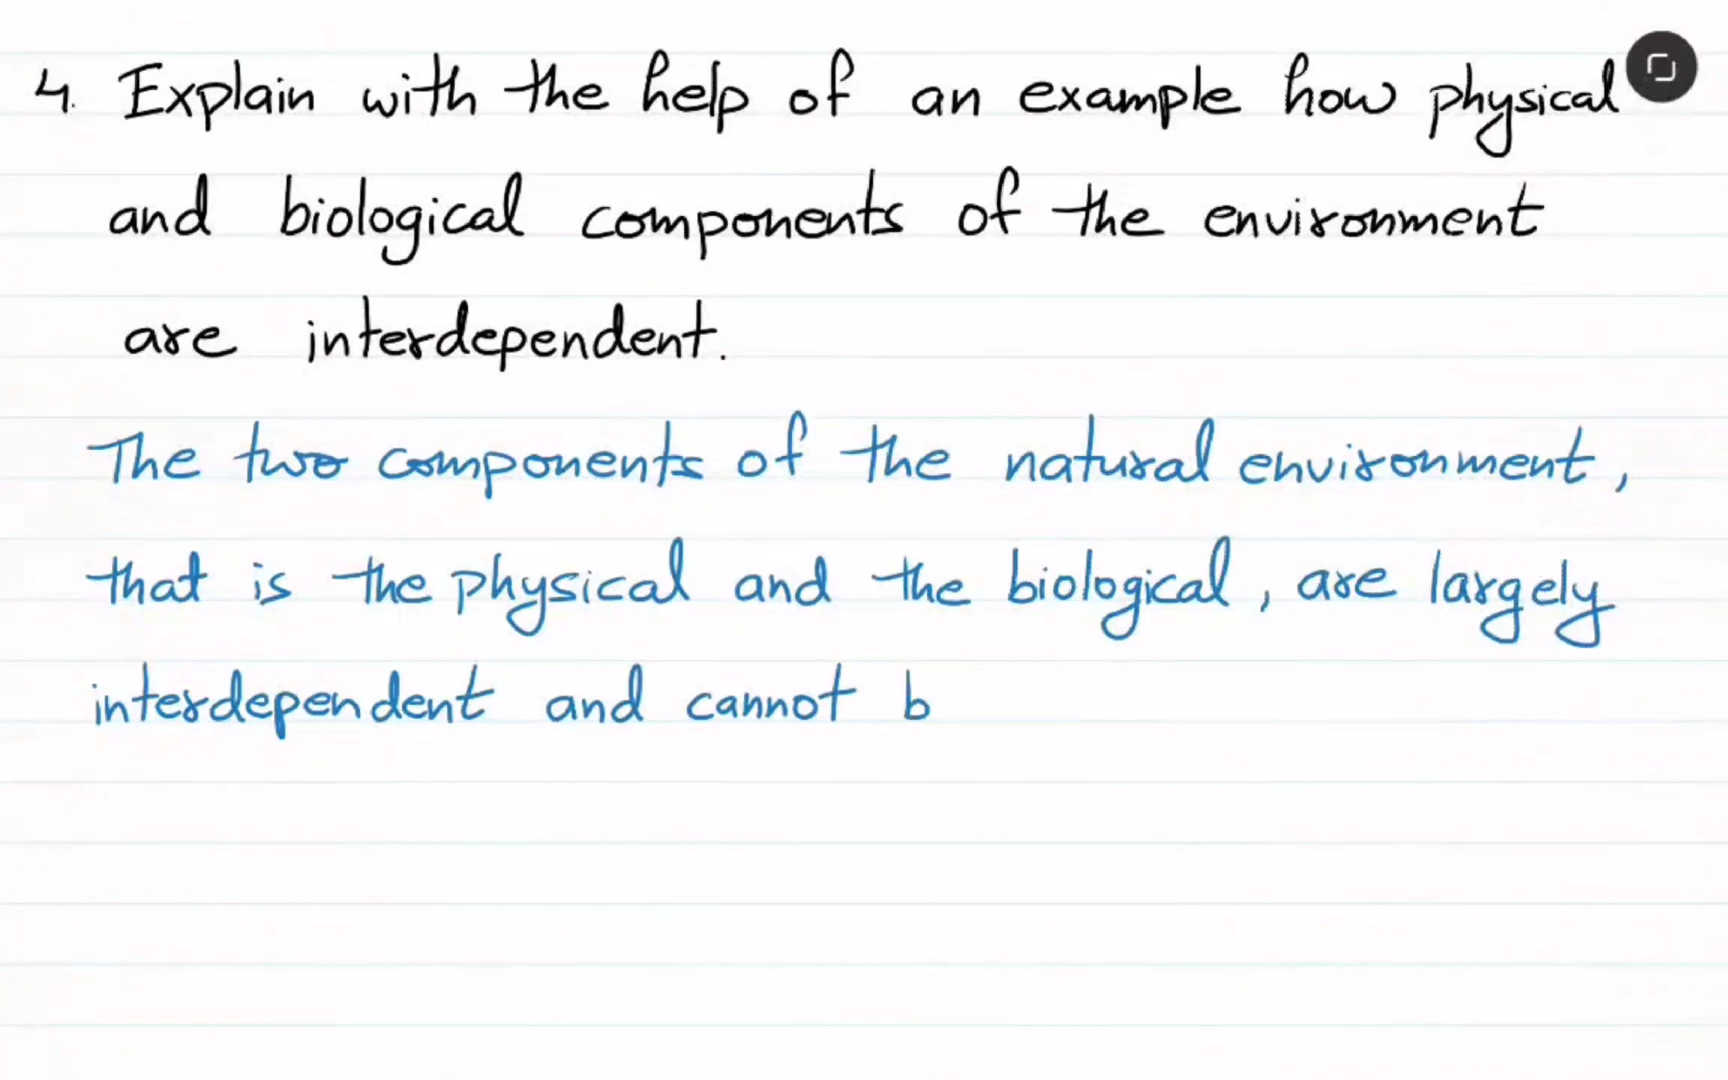 4. Explain with the help of an example how physical
and biological components of the environment
are interdependent.
The two components of the natural environment,
that is the physical and the biological, are largely
interdependent and cannot b